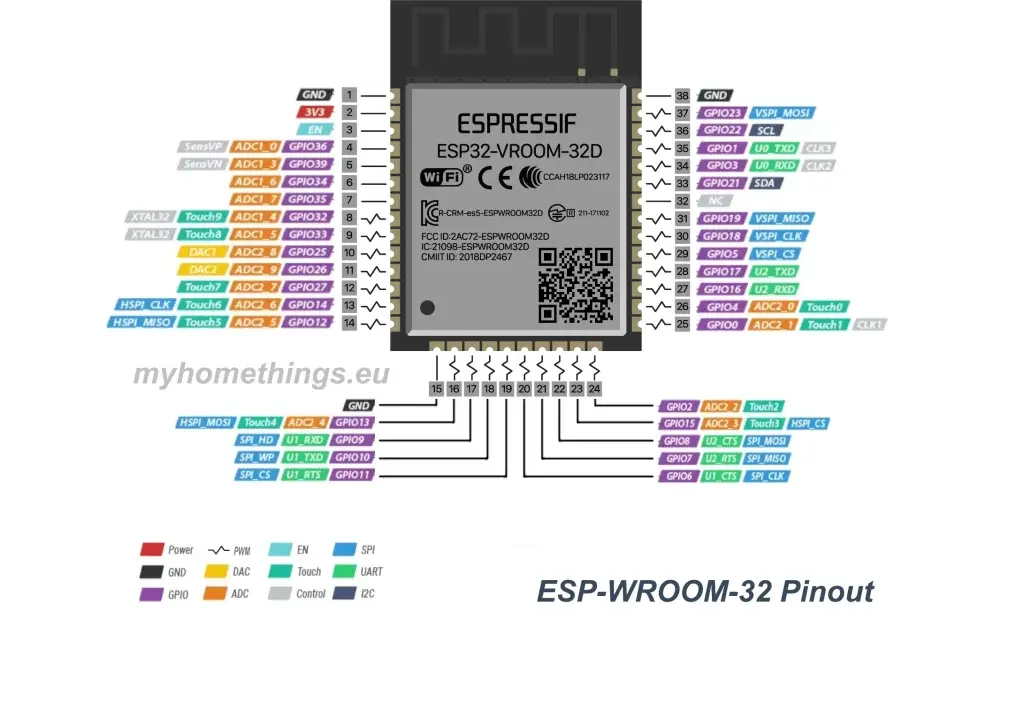 ESPRESSIF
ESP32-VROOM-32D
WiFi ® CE CCAH18LP023117
R-CRM-es5-ESPWROOM32D R 211-171102
FCC ID:2AC72-ESPWROOM32D
IC:21098-ESPWROOM32D
CMIIT ID: 2018DP2467
GND 1
3V3 2
EN 3
SensVP ADC1_0 GPIO36 4
SensVN ADC1_3 GPIO39 5
ADC1_6 GPIO34 6
ADC1_7 GPIO35 7
XTAL32 Touch9 ADC1_4 GPIO32 8
XTAL32 Touch8 ADC1_5 GPIO33 9
DAC1 ADC2_8 GPIO25 10
DAC2 ADC2_9 GPIO26 11
Touch7 ADC2_7 GPIO27 12
HSPI_CLK Touch6 ADC2_6 GPIO14 13
HSPI_MISO Touch5 ADC2_5 GPIO12 14
38 GND
37 GPIO23 VSPI_MOSI
36 GPIO22 SCL
35 GPIO1 U0_TXD CLK3
34 GPIO3 U0_RXD CLK2
33 GPIO21 SDA
32 NC
31 GPIO19 VSPI_MISO
30 GPIO18 VSPI_CLK
29 GPIO5 VSPI_CS
28 GPIO17 U2_TXD
27 GPIO16 U2_RXD
26 GPIO4 ADC2_0 Touch0
25 GPIO0 ADC2_1 Touch1 CLK1
myhomethings.eu
15 16 17 18 19 20 21 22 23 24
GND
HSPI_MOSI Touch4 ADC2_4 GPIO13
SPI_HD U1_RXD GPIO9
SPI_WP U1_TXD GPIO10
SPI_CS U1_RTS GPIO11
GPIO2 ADC2_2 Touch2
GPIO15 ADC2_3 Touch3 HSPI_CS
GPIO8 U2_CTS SPI_MOSI
GPIO7 U2_RTS SPI_MISO
GPIO6 U1_CTS SPI_CLK
Power PWM EN SPI
GND DAC Touch UART
GPIO ADC Control I2C
ESP-WROOM-32 Pinout